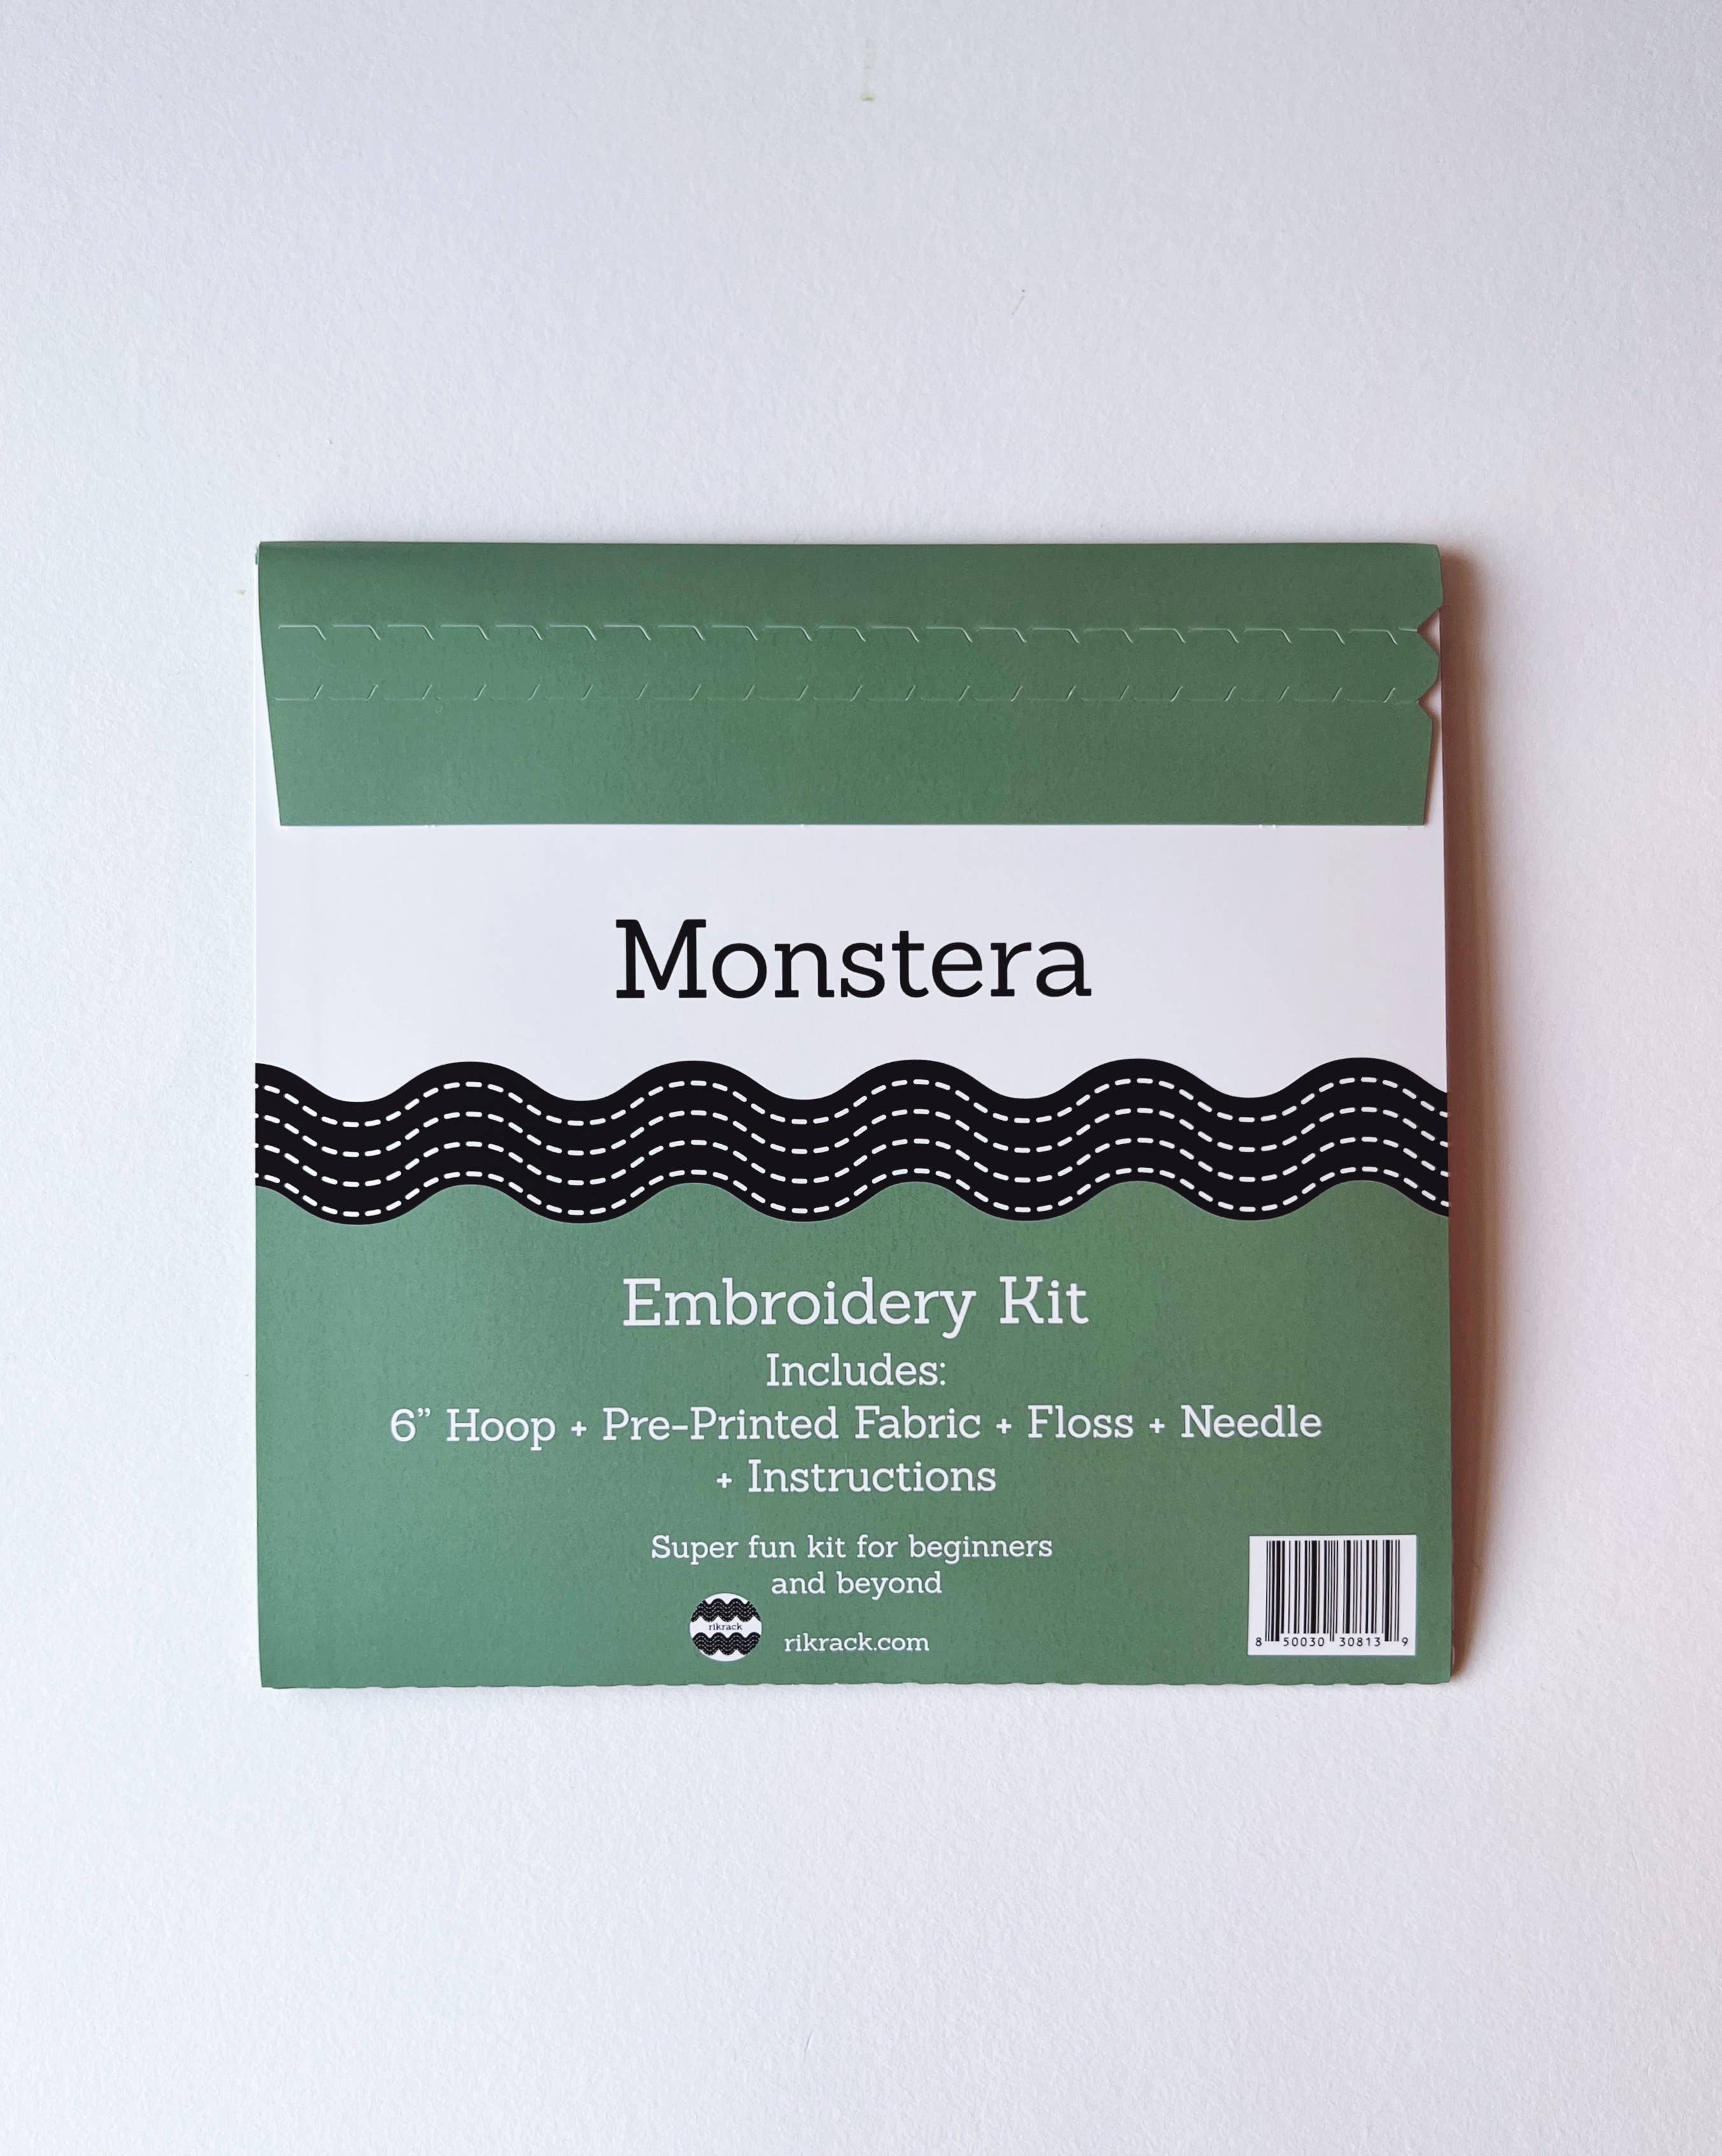 Monstera
Embroidery Kit
Includes:
6” Hoop + Pre-Printed Fabric + Floss + Needle
+ Instructions
Super fun kit for beginners
and beyond
rikrack
rikrack.com
8 50030 30813 9